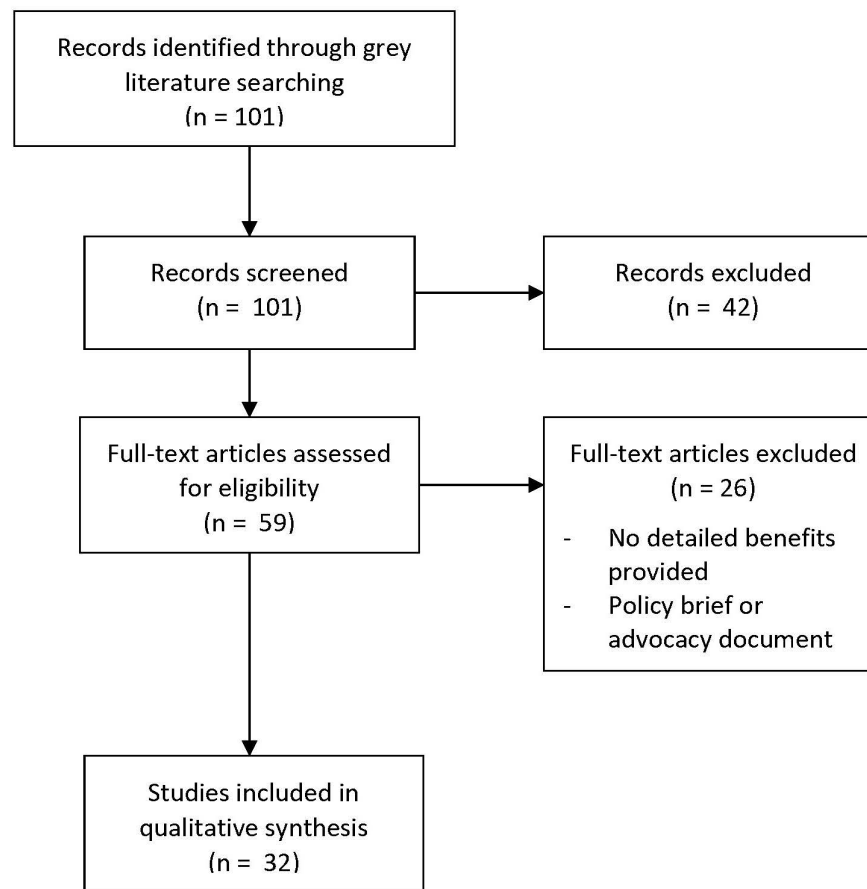 Records identified through grey
literature searching
(n = 101)
Records screened
(n = 101)
Records excluded
(n = 42)
Full-text articles assessed
for eligibility
(n = 59)
Full-text articles excluded
(n = 26)
- No detailed benefits
provided
- Policy brief or
advocacy document
Studies included in
qualitative synthesis
(n = 32)